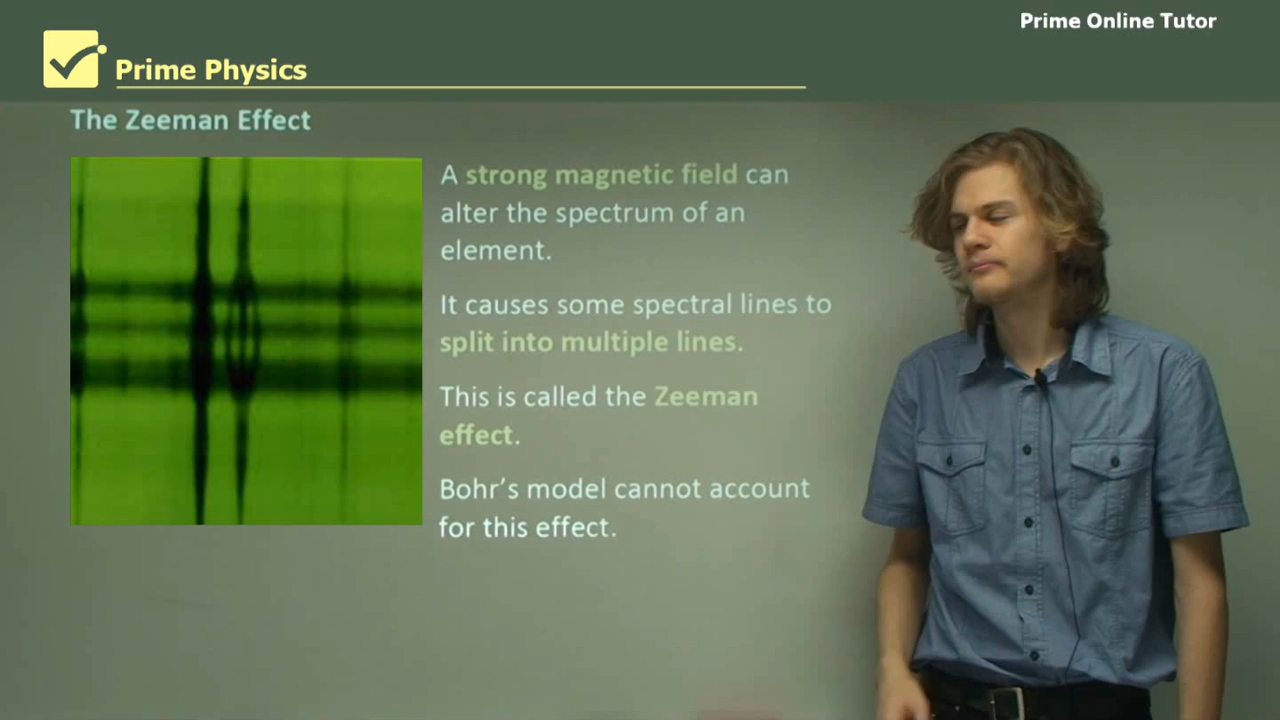 Prime Online Tutor
Prime Physics
The Zeeman Effect
A strong magnetic field can
alter the spectrum of an
element.
It causes some spectral lines to
split into multiple lines.
This is called the Zeeman
effect.
Bohr’s model cannot account
for this effect.